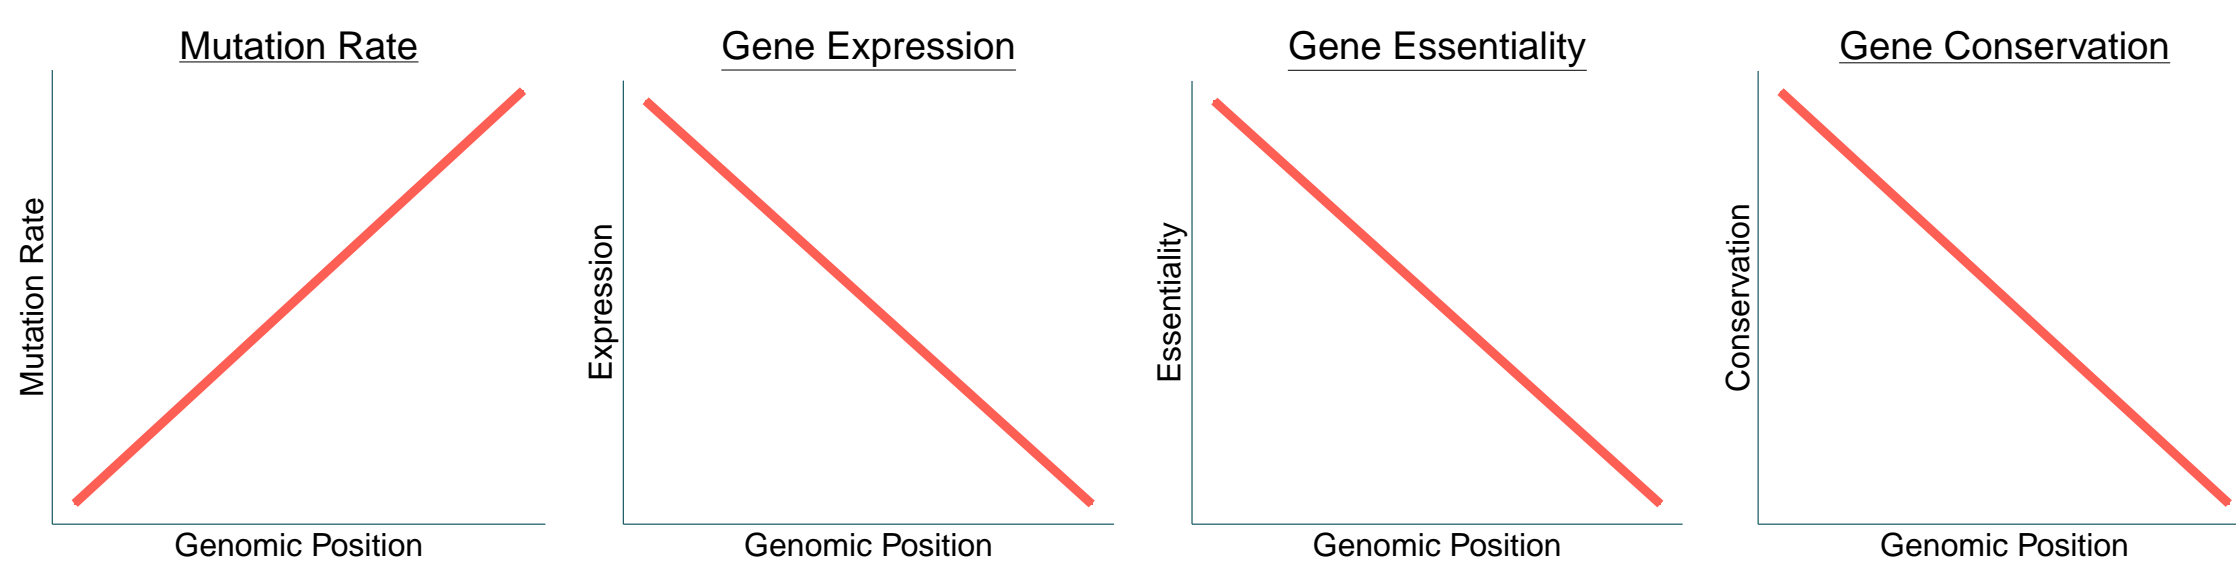 Mutation Rate
Mutation Rate
Genomic Position
Gene Expression
Expression
Genomic Position
Gene Essentiality
Essentiality
Genomic Position
Gene Conservation
Conservation
Genomic Position